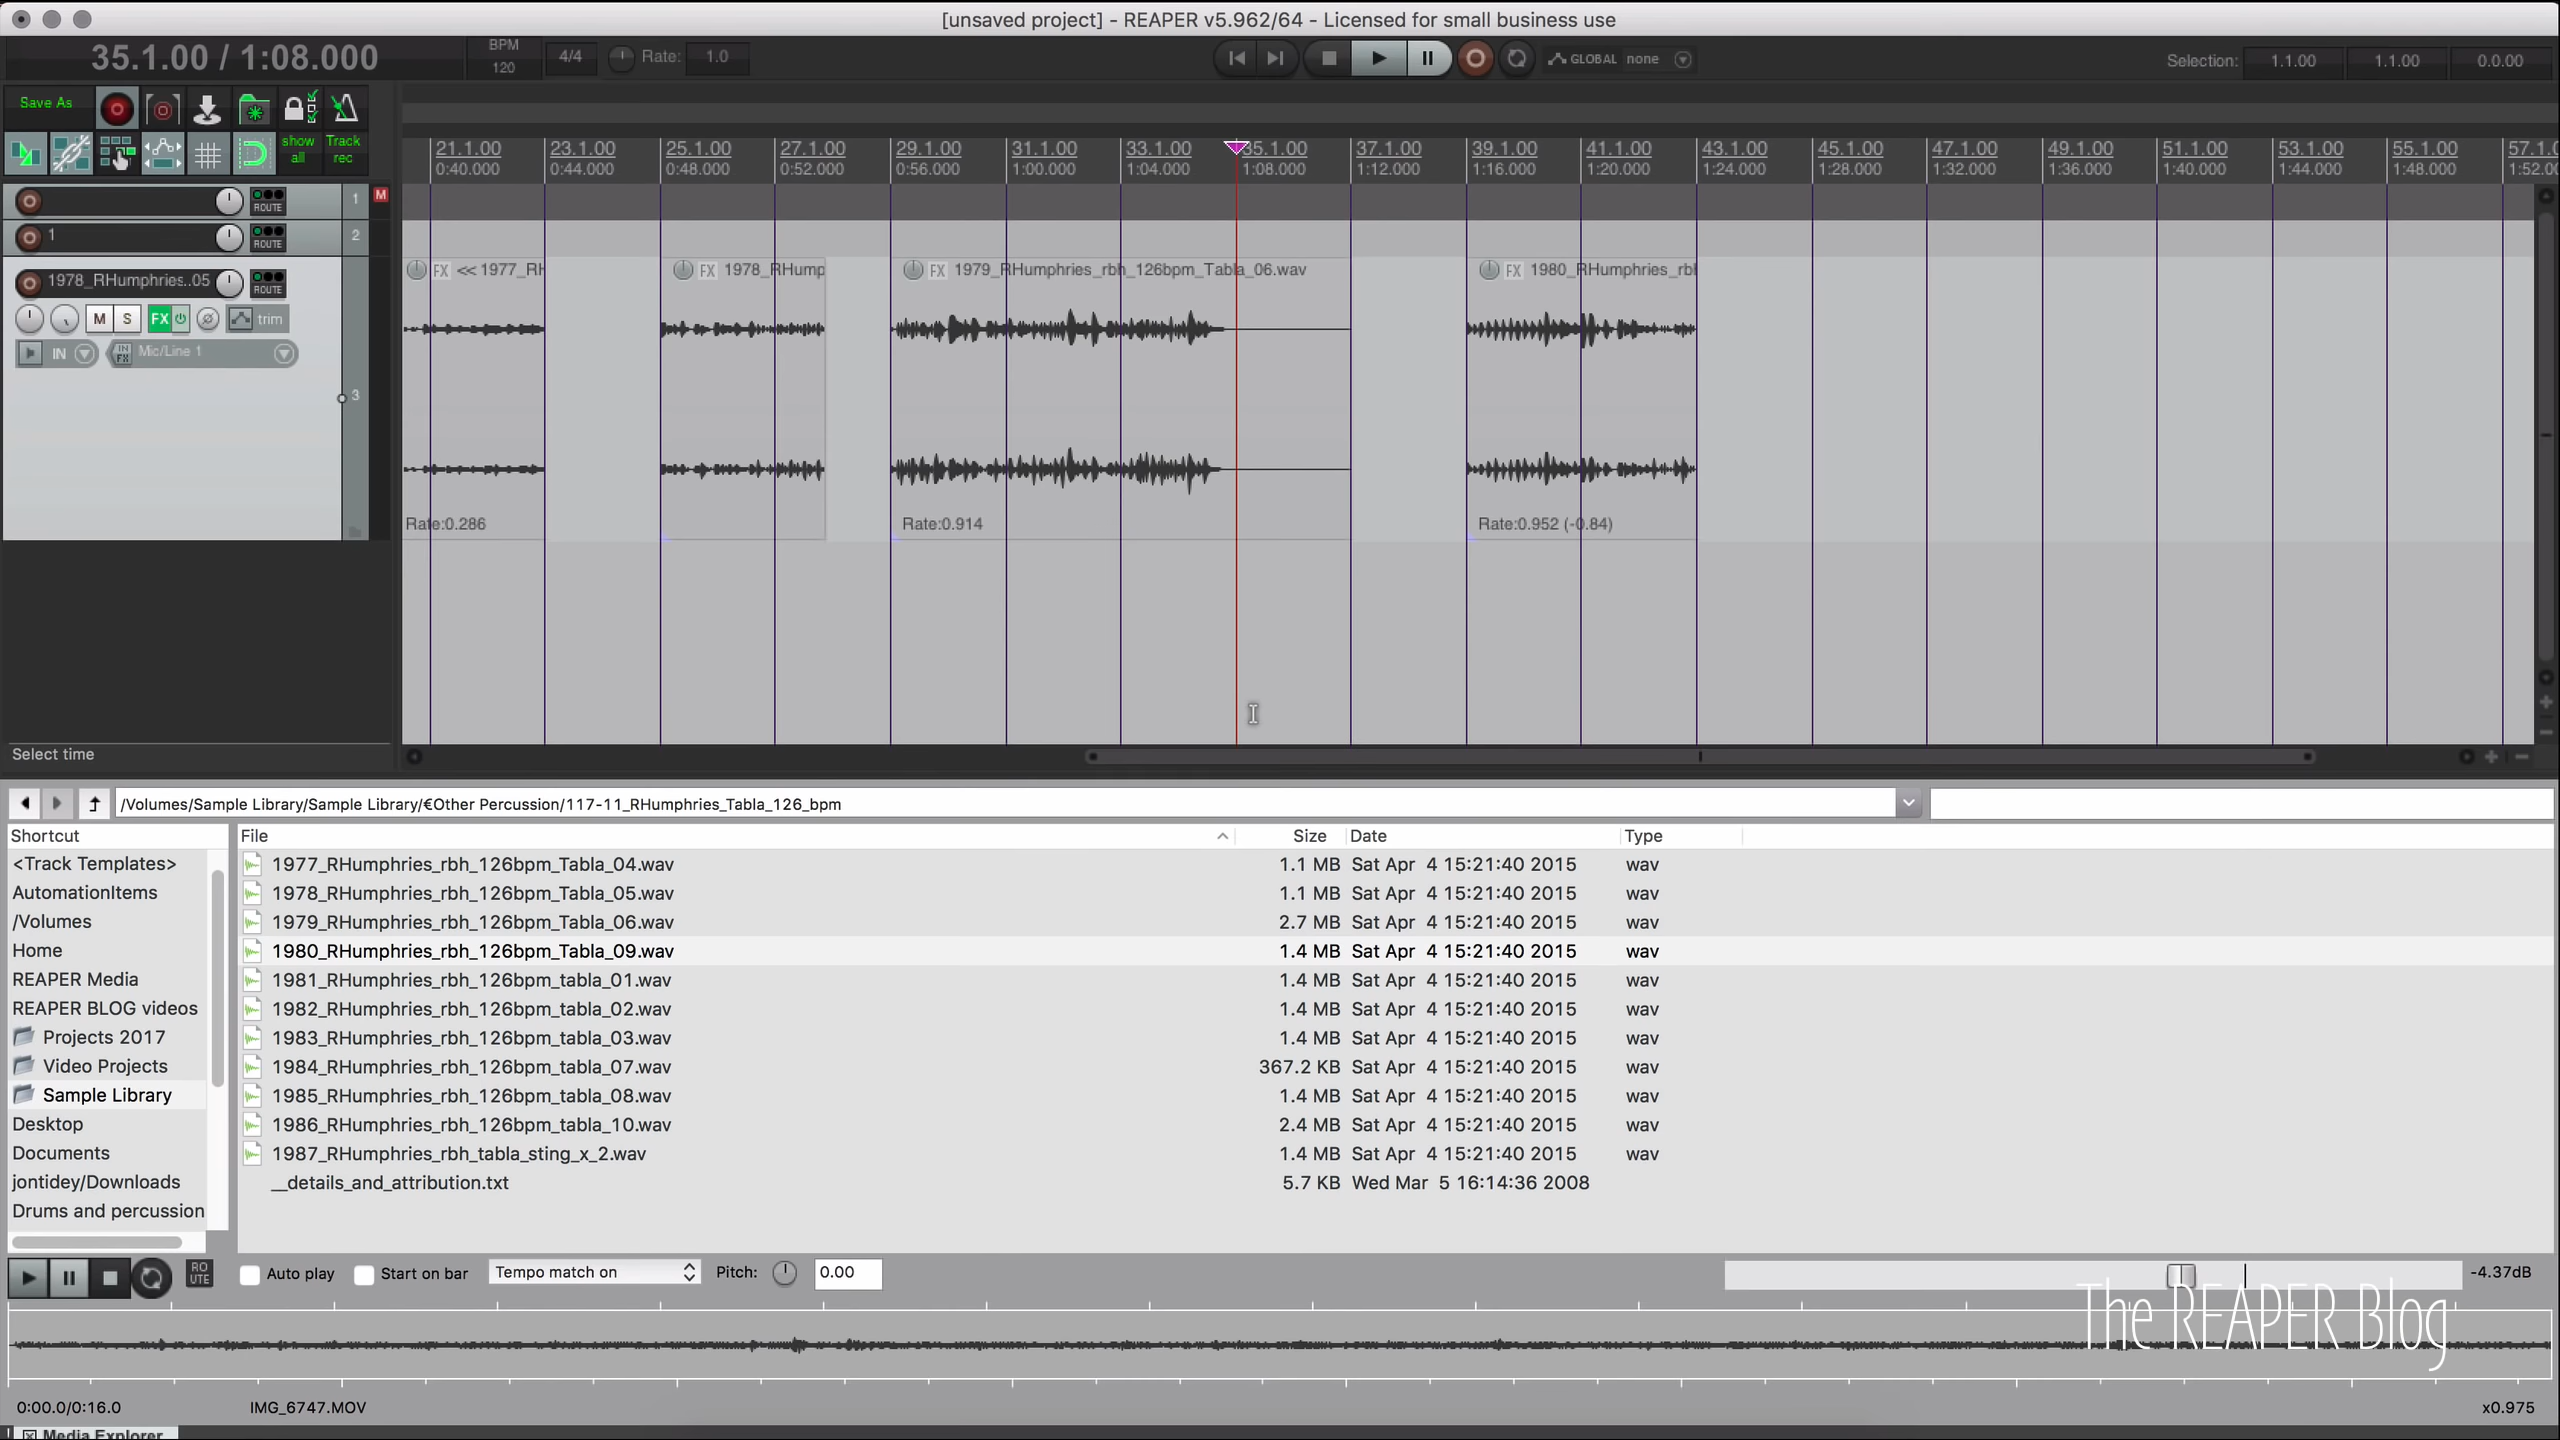 [unsaved project] - REAPER v5.962/64 - Licensed for small business use
35.1.00 / 1:08.000
BPM
120
4/4
Rate: 1.0
GLOBAL none
Selection: 1.1.00 1.1.00 0.0.00
Save As
show all
Track rec
21.1.00 23.1.00 25.1.00 27.1.00 29.1.00 31.1.00 33.1.00 35.1.00 37.1.00 39.1.00 41.1.00 43.1.00 45.1.00 47.1.00 49.1.00 51.1.00 53.1.00 55.1.00 57.1.0
0:40.000 0:44.000 0:48.000 0:52.000 0:56.000 1:00.000 1:04.000 1:08.000 1:12.000 1:16.000 1:20.000 1:24.000 1:28.000 1:32.000 1:36.000 1:40.000 1:44.000 1:48.000 1:52.0
ROUTE 1 M
1 ROUTE 2
1978_RHumphries..05 ROUTE
M S FX trim
IN IN FX Mic/Line 1
3
FX << 1977_RH
FX 1978_RHump
FX 1979_RHumphries_rbh_126bpm_Tabla_06.wav
FX 1980_RHumphries_rbh
Rate:0.286
Rate:0.914
Rate:0.952 (-0.84)
Select time
/Volumes/Sample Library/Sample Library/€Other Percussion/117-11_RHumphries_Tabla_126_bpm
Shortcut
<Track Templates>
AutomationItems
/Volumes
Home
REAPER Media
REAPER BLOG videos
Projects 2017
Video Projects
Sample Library
Desktop
Documents
jontidey/Downloads
Drums and percussion
File Size Date Type
1977_RHumphries_rbh_126bpm_Tabla_04.wav 1.1 MB Sat Apr 4 15:21:40 2015 wav
1978_RHumphries_rbh_126bpm_Tabla_05.wav 1.1 MB Sat Apr 4 15:21:40 2015 wav
1979_RHumphries_rbh_126bpm_Tabla_06.wav 2.7 MB Sat Apr 4 15:21:40 2015 wav
1980_RHumphries_rbh_126bpm_Tabla_09.wav 1.4 MB Sat Apr 4 15:21:40 2015 wav
1981_RHumphries_rbh_126bpm_tabla_01.wav 1.4 MB Sat Apr 4 15:21:40 2015 wav
1982_RHumphries_rbh_126bpm_tabla_02.wav 1.4 MB Sat Apr 4 15:21:40 2015 wav
1983_RHumphries_rbh_126bpm_tabla_03.wav 1.4 MB Sat Apr 4 15:21:40 2015 wav
1984_RHumphries_rbh_126bpm_tabla_07.wav 367.2 KB Sat Apr 4 15:21:40 2015 wav
1985_RHumphries_rbh_126bpm_tabla_08.wav 1.4 MB Sat Apr 4 15:21:40 2015 wav
1986_RHumphries_rbh_126bpm_tabla_10.wav 2.4 MB Sat Apr 4 15:21:40 2015 wav
1987_RHumphries_rbh_tabla_sting_x_2.wav 1.4 MB Sat Apr 4 15:21:40 2015 wav
__details_and_attribution.txt 5.7 KB Wed Mar 5 16:14:36 2008
RO UTE Auto play Start on bar Tempo match on Pitch: 0.00 -4.37dB
The REAPER Blog
0:00.0/0:16.0 IMG_6747.MOV x0.975
Media Explorer